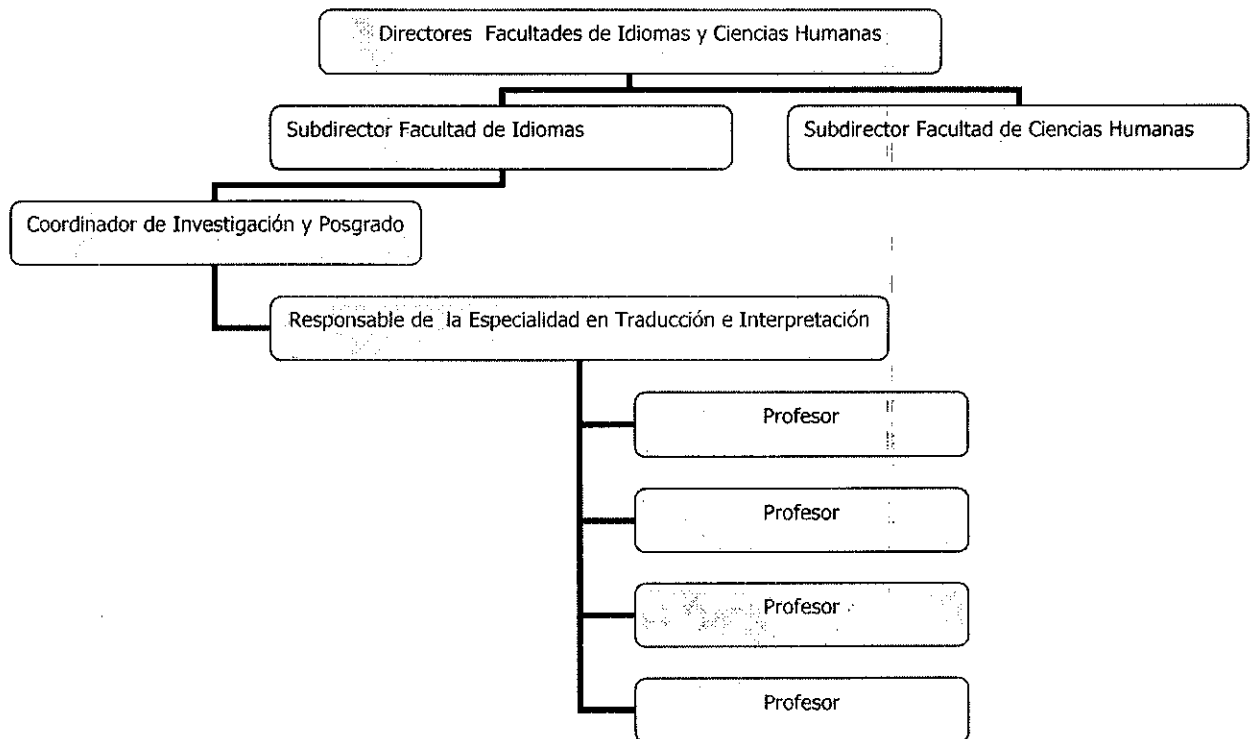 Directores Facultades de Idiomas y Ciencias Humanas
Subdirector Facultad de Idiomas
Subdirector Facultad de Ciencias Humanas
Coordinador de Investigación y Posgrado
Responsable de la Especialidad en Traducción e Interpretación
Profesor
Profesor
Profesor
Profesor